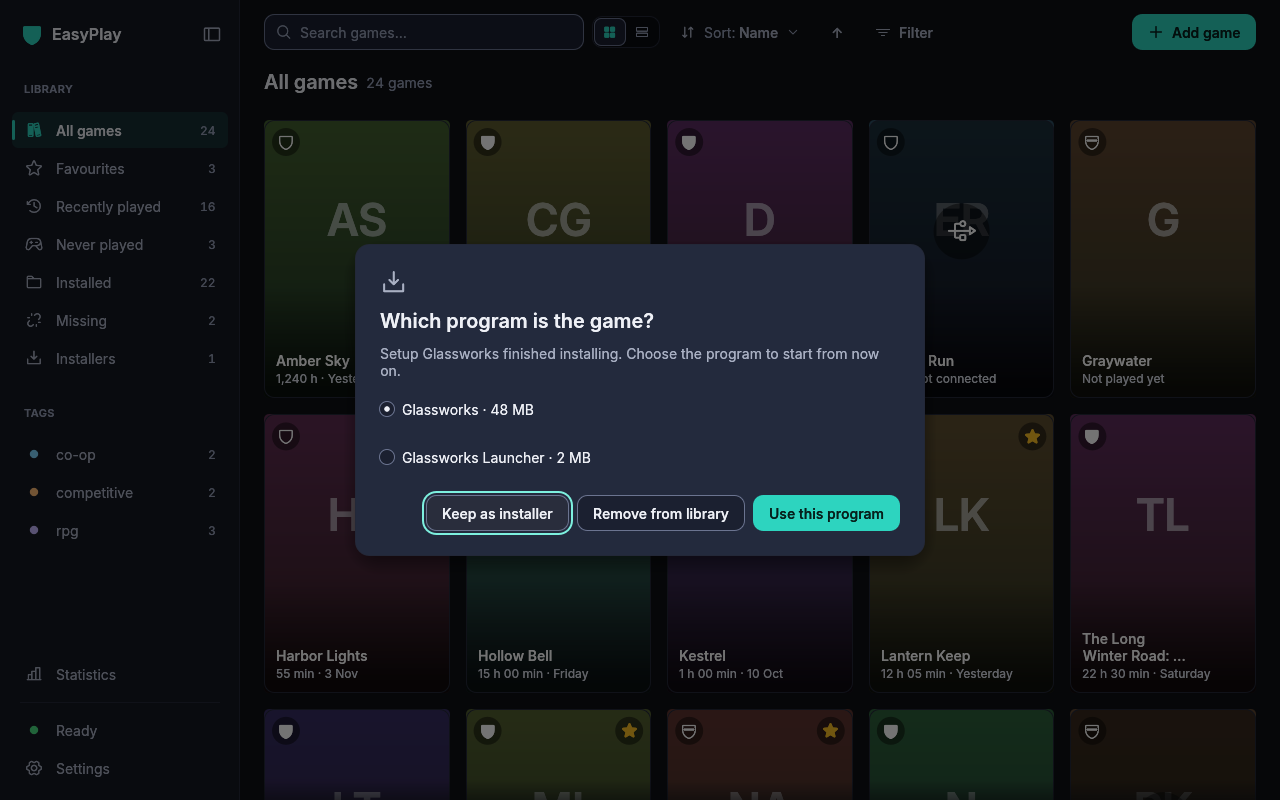 EasyPlay
Search games...
Sort: Name
Filter
Add game
LIBRARY
All games 24
Favourites 3
Recently played 16
Never played 3
Installed 22
Missing 2
Installers 1
TAGS
co-op 2
competitive 2
rpg 3
Statistics
Ready
Settings
All games 24 games
AS
CG
D
ER
G
Amber Sky
1,240 h
Run
connected
Graywater
Not played yet
Which program is the game?
Setup Glassworks finished installing. Choose the program to start from now
on.
Glassworks · 48 MB
Glassworks Launcher · 2 MB
Keep as installer
Remove from library
Use this program
H
LK
TL
Harbor Lights
55 min · 3 Nov
Hollow Bell
15 h 00 min · Friday
Kestrel
1 h 00 min · 10 Oct
Lantern Keep
12 h 05 min · Yesterday
The Long
Winter Road: ...
22 h 30 min · Saturday